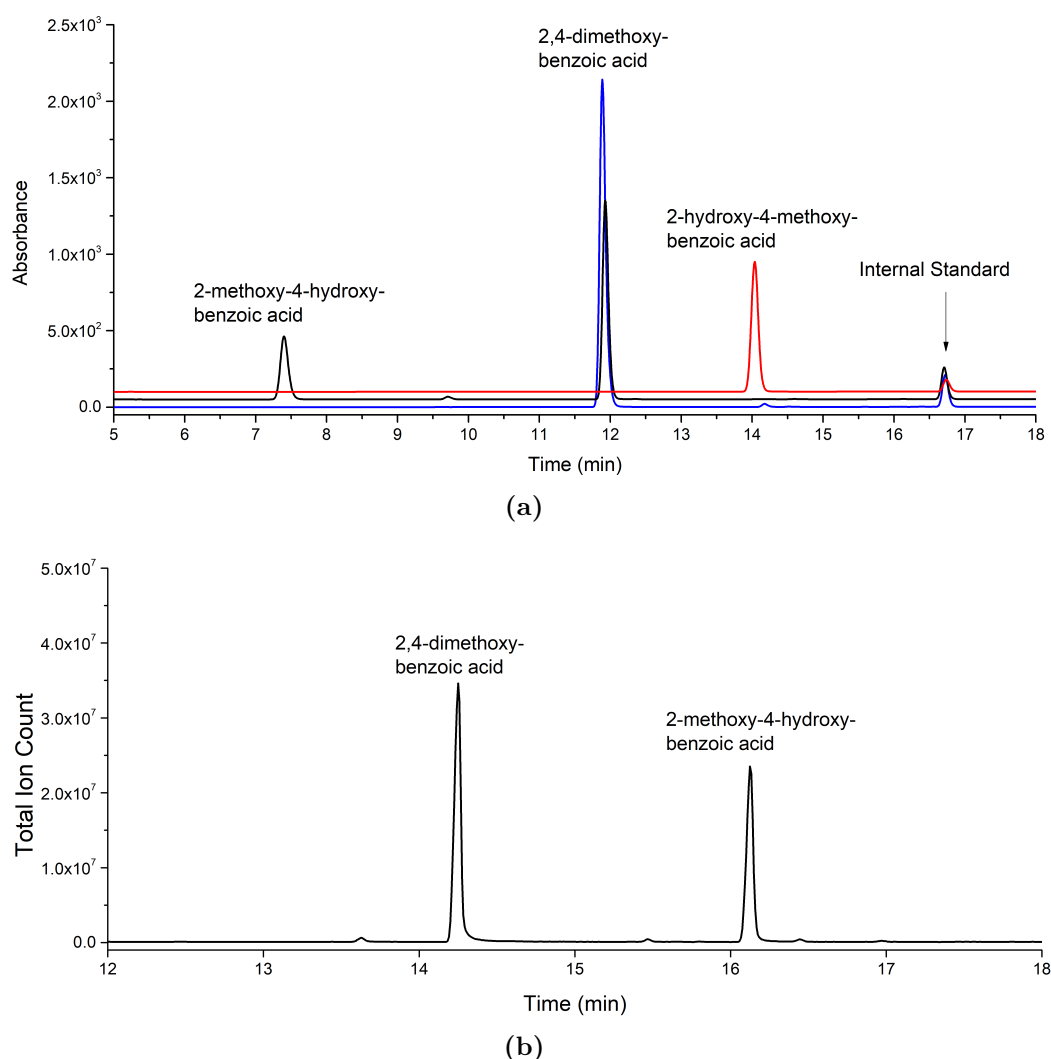 2.5x10³
2.0x10³
1.5x10³
1.0x10³
5.0x10²
0.0
Absorbance
2,4-dimethoxy-
benzoic acid
2-hydroxy-4-methoxy-
benzoic acid
Internal Standard
2-methoxy-4-hydroxy-
benzoic acid
5 6 7 8 9 10 11 12 13 14 15 16 17 18
Time (min)
(a)
5.0x10⁷
4.0x10⁷
3.0x10⁷
2.0x10⁷
1.0x10⁷
0.0
Total Ion Count
2,4-dimethoxy-
benzoic acid
2-methoxy-4-hydroxy-
benzoic acid
12 13 14 15 16 17 18
Time (min)
(b)